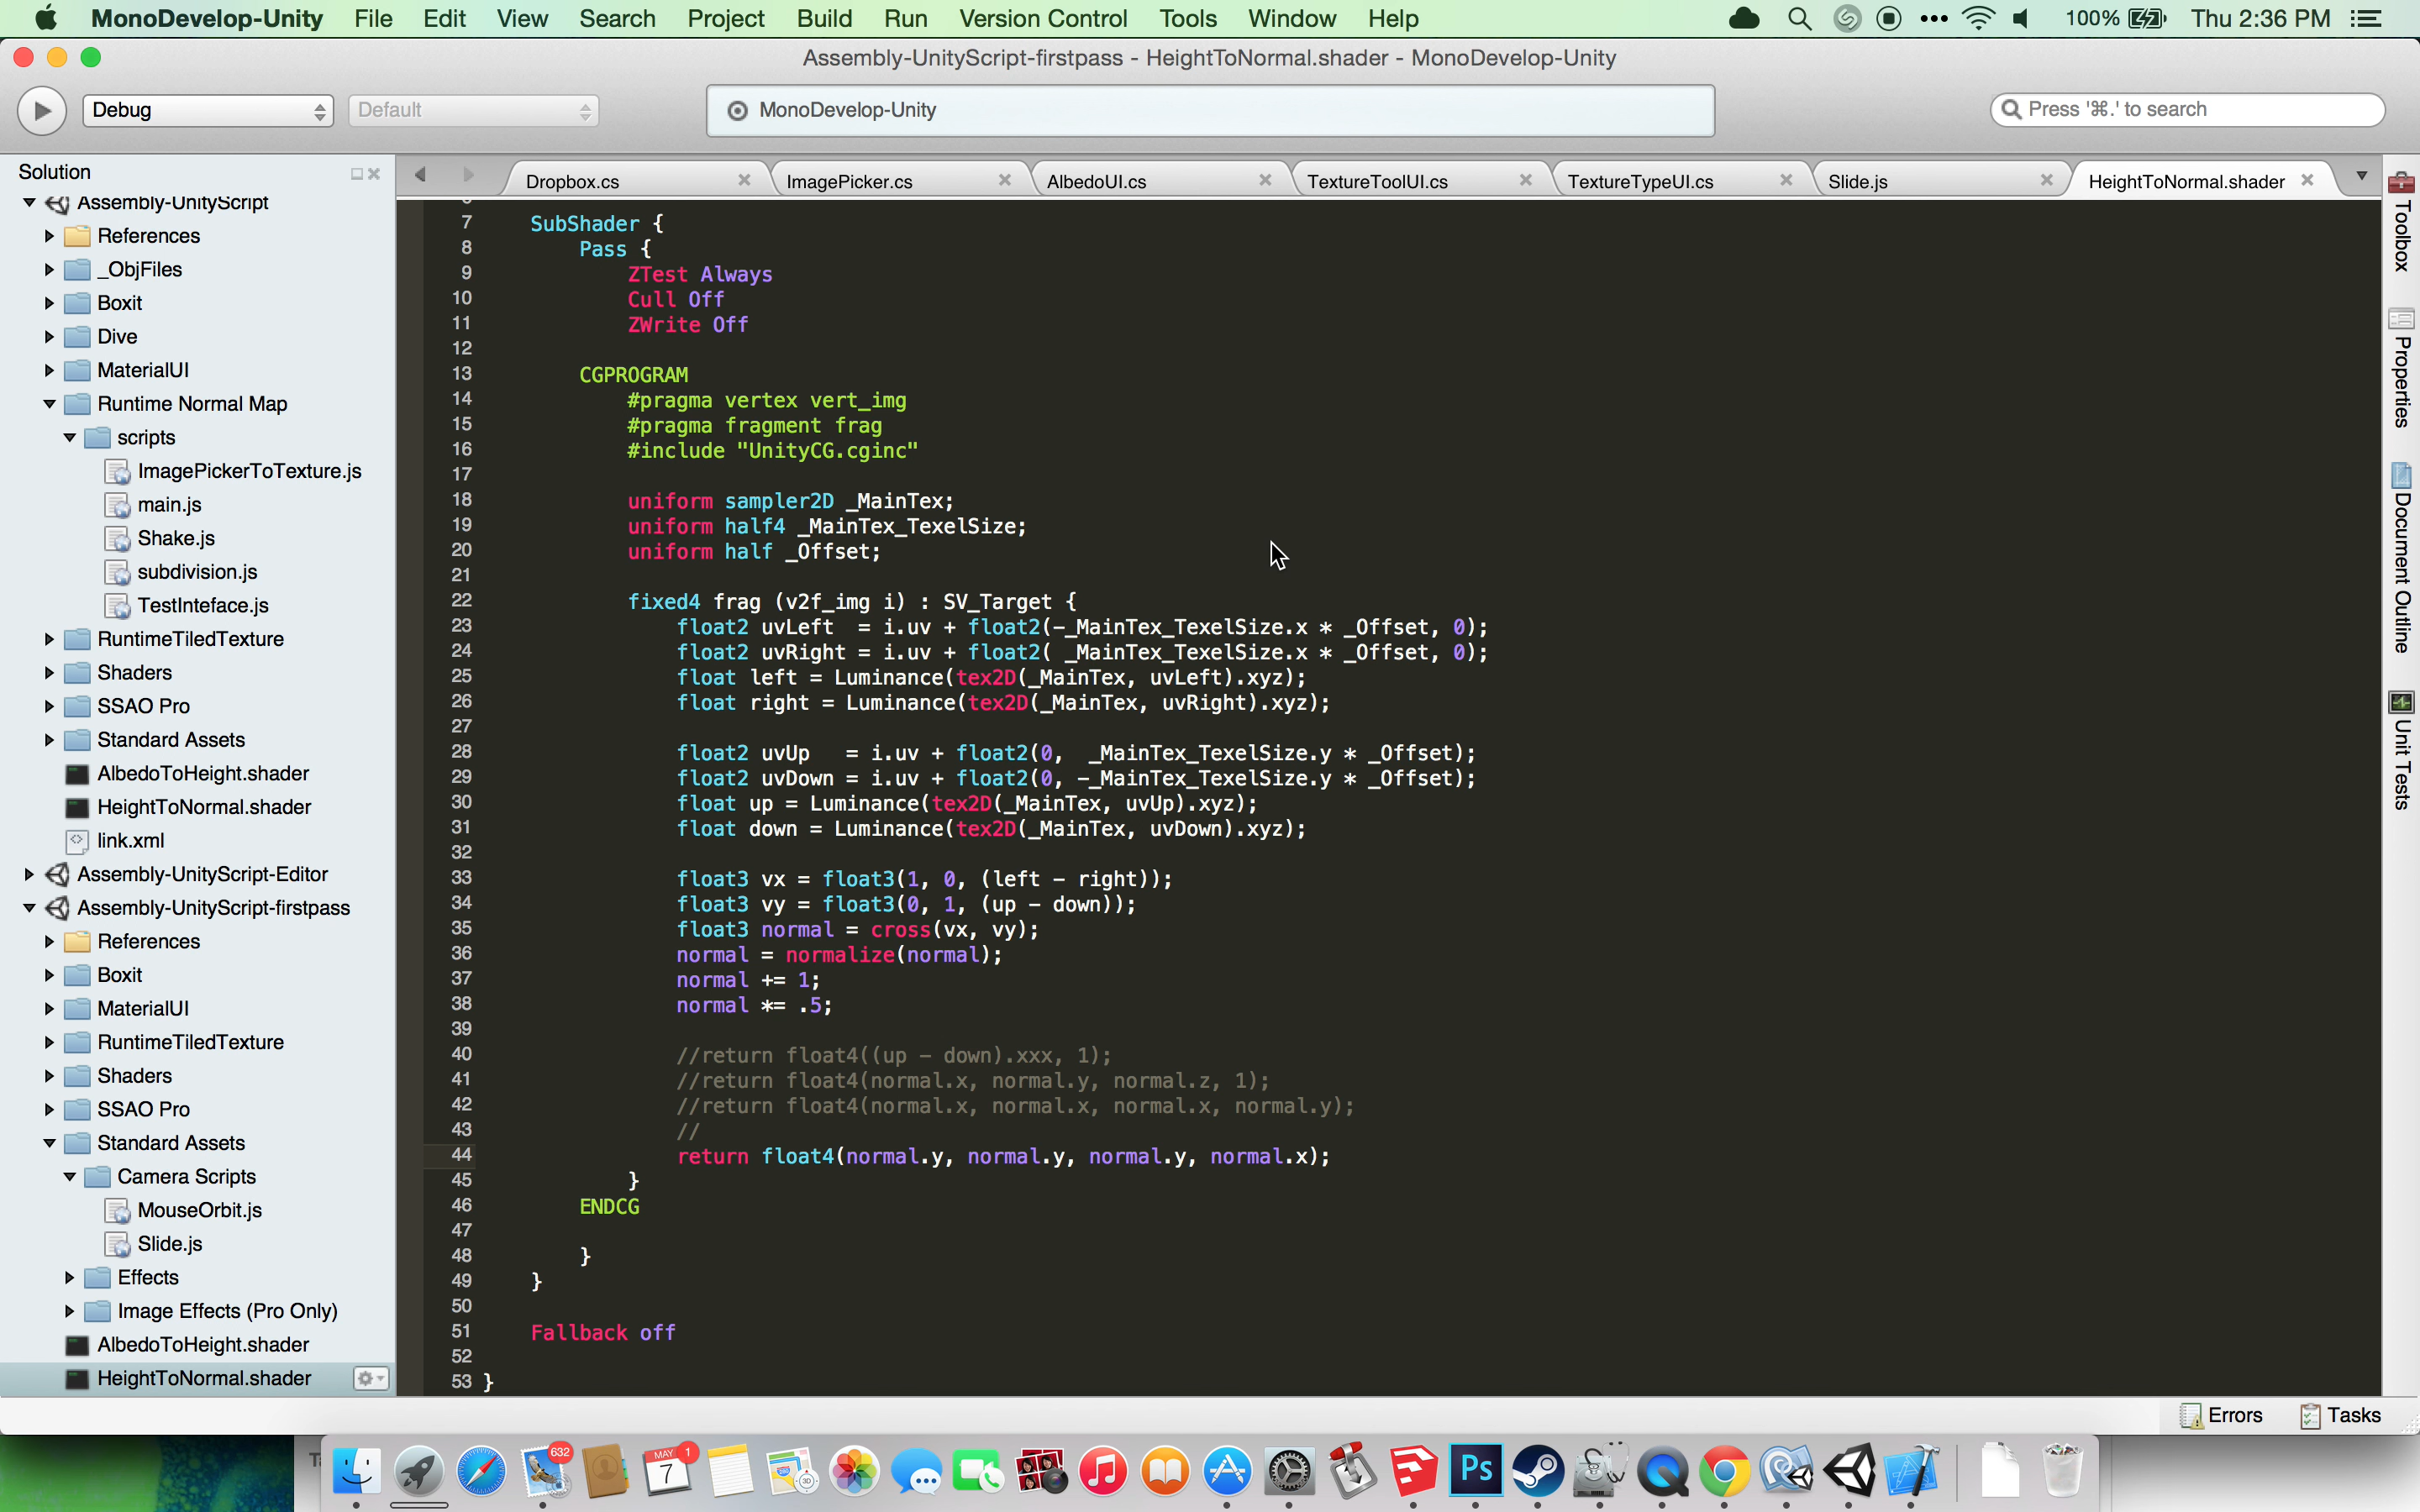 MonoDevelop-Unity File Edit View Search Project Build Run Version Control Tools Window Help 100% Thu 2:36 PM
Assembly-UnityScript-firstpass - HeightToNormal.shader - MonoDevelop-Unity
Debug Default MonoDevelop-Unity Press '⌘.' to search
Solution
Assembly-UnityScript
References
_ObjFiles
Boxit
Dive
MaterialUI
Runtime Normal Map
scripts
ImagePickerToTexture.js
main.js
Shake.js
subdivision.js
TestInteface.js
RuntimeTiledTexture
Shaders
SSAO Pro
Standard Assets
AlbedoToHeight.shader
HeightToNormal.shader
link.xml
Assembly-UnityScript-Editor
Assembly-UnityScript-firstpass
References
Boxit
MaterialUI
RuntimeTiledTexture
Shaders
SSAO Pro
Standard Assets
Camera Scripts
MouseOrbit.js
Slide.js
Effects
Image Effects (Pro Only)
AlbedoToHeight.shader
HeightToNormal.shader
Dropbox.cs ImagePicker.cs AlbedoUI.cs TextureToolUI.cs TextureTypeUI.cs Slide.js HeightToNormal.shader
7 SubShader {
8 Pass {
9 ZTest Always
10 Cull Off
11 ZWrite Off
12
13 CGPROGRAM
14 #pragma vertex vert_img
15 #pragma fragment frag
16 #include "UnityCG.cginc"
17
18 uniform sampler2D _MainTex;
19 uniform half4 _MainTex_TexelSize;
20 uniform half _Offset;
21
22 fixed4 frag (v2f_img i) : SV_Target {
23 float2 uvLeft  = i.uv + float2(-_MainTex_TexelSize.x * _Offset, 0);
24 float2 uvRight = i.uv + float2( _MainTex_TexelSize.x * _Offset, 0);
25 float left = Luminance(tex2D(_MainTex, uvLeft).xyz);
26 float right = Luminance(tex2D(_MainTex, uvRight).xyz);
27
28 float2 uvUp   = i.uv + float2(0,  _MainTex_TexelSize.y * _Offset);
29 float2 uvDown = i.uv + float2(0, -_MainTex_TexelSize.y * _Offset);
30 float up = Luminance(tex2D(_MainTex, uvUp).xyz);
31 float down = Luminance(tex2D(_MainTex, uvDown).xyz);
32
33 float3 vx = float3(1, 0, (left - right));
34 float3 vy = float3(0, 1, (up - down));
35 float3 normal = cross(vx, vy);
36 normal = normalize(normal);
37 normal += 1;
38 normal *= .5;
39
40 //return float4((up - down).xxx, 1);
41 //return float4(normal.x, normal.y, normal.z, 1);
42 //return float4(normal.x, normal.x, normal.x, normal.y);
43 //
44 return float4(normal.y, normal.y, normal.y, normal.x);
45 }
46 ENDCG
47
48 }
49 }
50
51 Fallback off
52
53 }
Toolbox
Properties
Document Outline
Unit Tests
Errors Tasks
632 MAY 7 1 3D Ps